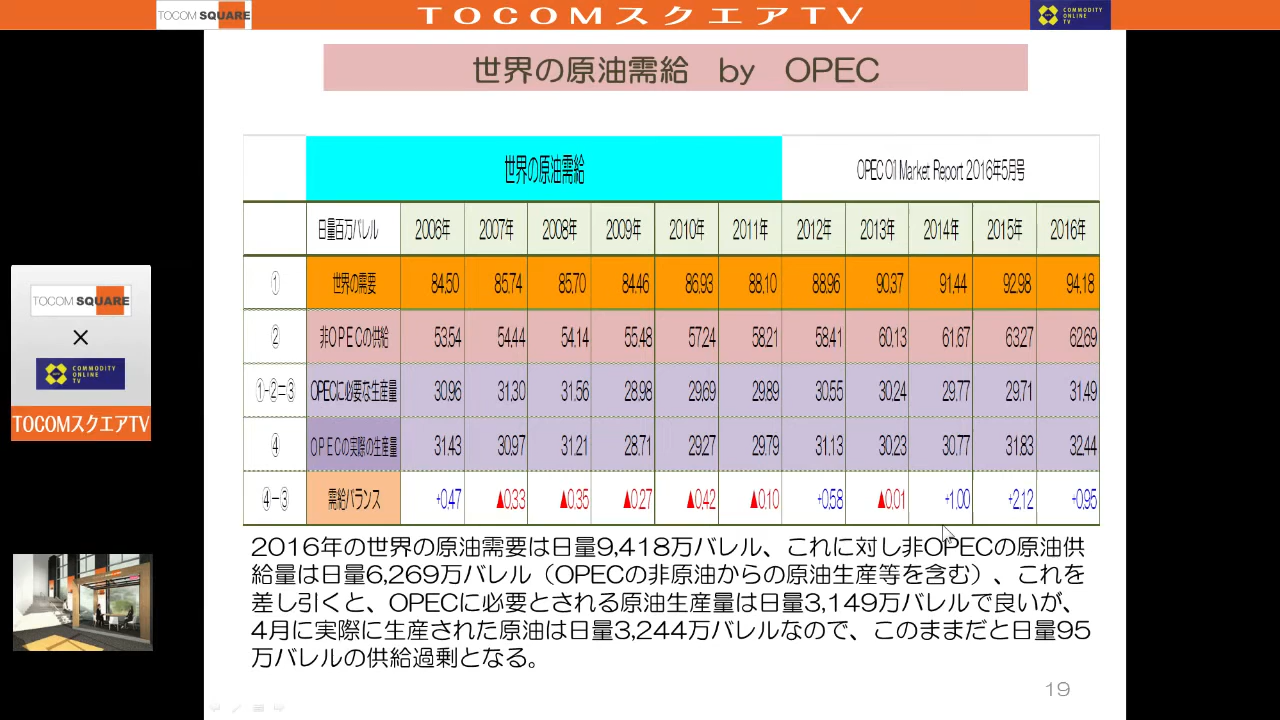 TOCOM SQUARE
TOCOMスクエアTV
COMMODITY ONLINE TV
世界の原油需給 by OPEC
世界の原油需給 OPEC Oil Market Report 2016年5月号
日量百万バレル 2006年 2007年 2008年 2009年 2010年 2011年 2012年 2013年 2014年 2015年 2016年
① 世界の需要 84.50 85.74 85.70 84.46 86.93 88.10 88.96 90.37 91.44 92.98 94.18
② 非OPECの供給 53.54 54.44 54.14 55.48 57.24 58.21 58.41 60.13 61.67 63.27 62.69
①-②=③ OPECに必要な生産量 30.96 31.30 31.56 28.98 29.69 29.89 30.55 30.24 29.77 29.71 31.49
④ OPECの実際の生産量 31.43 30.97 31.21 28.71 29.27 29.79 31.13 30.23 30.77 31.83 32.44
④-③ 需給バランス +0.47 ▲0.33 ▲0.35 ▲0.27 ▲0.42 ▲0.10 +0.58 ▲0.01 +1.00 +2.12 +0.95
2016年の世界の原油需要は日量9,418万バレル、これに対し非OPECの原油供
給量は日量6,269万バレル（OPECの非原油からの原油生産等を含む）、これを
差し引くと、OPECに必要とされる原油生産量は日量3,149万バレルで良いが、
4月に実際に生産された原油は日量3,244万バレルなので、このままだと日量95
万バレルの供給過剰となる。
19
TOCOM SQUARE
×
COMMODITY
ONLINE
TV
TOCOMスクエアTV